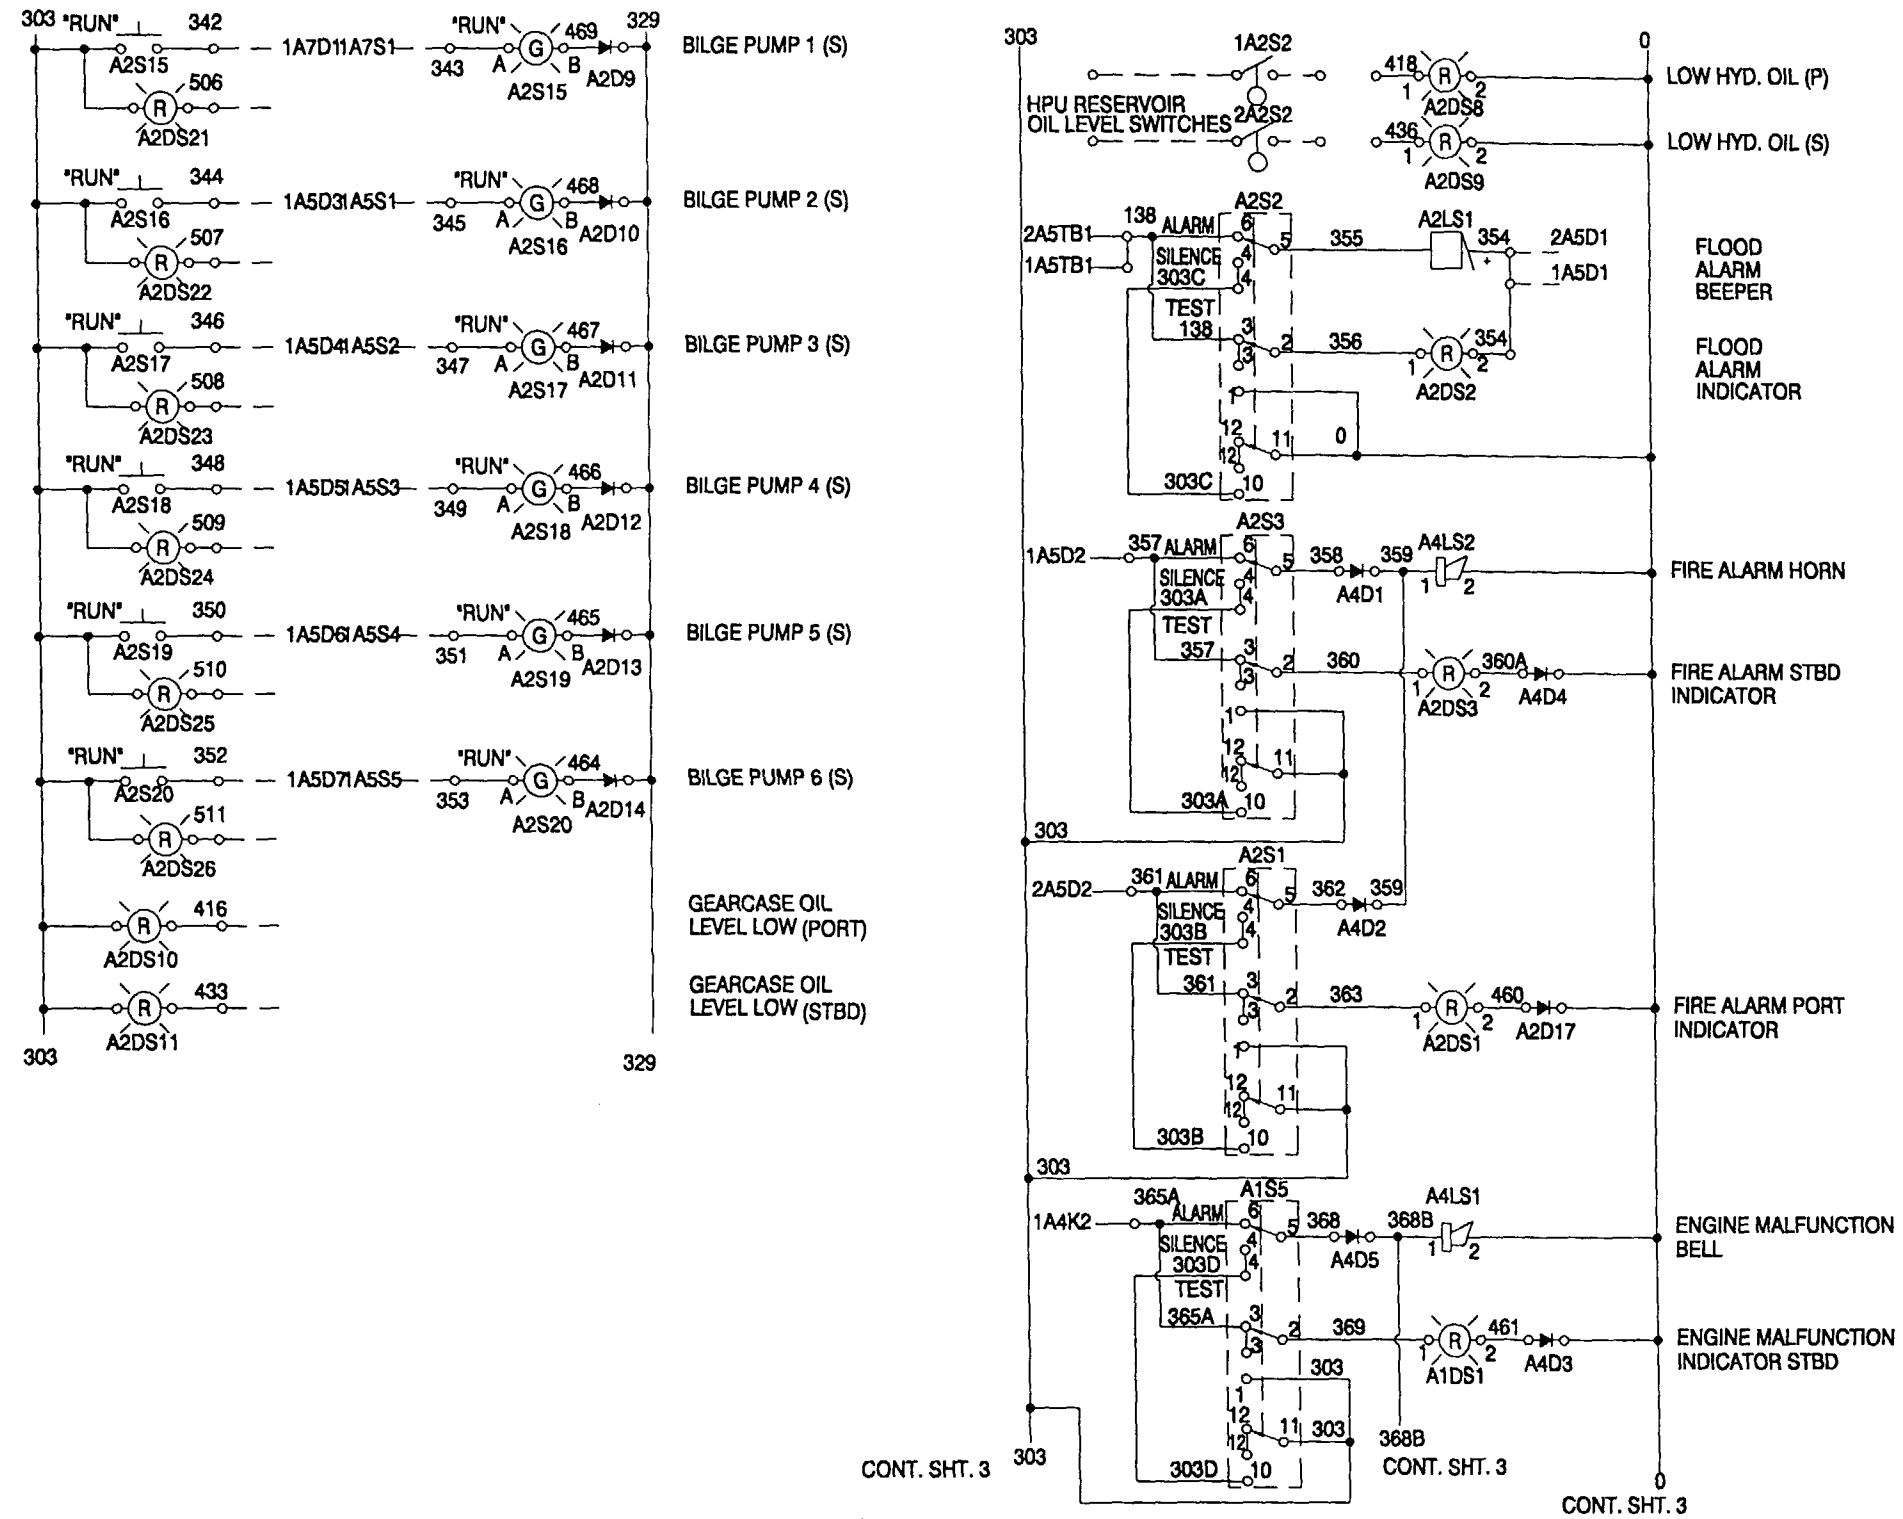 303 "RUN" 342 "RUN" 469 329
1A7D1 1A7S1 BILGE PUMP 1 (S)
A2S15 343 A G B A2D9
506 A2S15
R
A2DS21
"RUN" 344 "RUN" 468
1A5D3 1A5S1 BILGE PUMP 2 (S)
A2S16 345 A G B A2D10
507 A2S16
R
A2DS22
"RUN" 346 "RUN" 467
1A5D4 1A5S2 BILGE PUMP 3 (S)
A2S17 347 A G B A2D11
508 A2S17
R
A2DS23
"RUN" 348 "RUN" 466
1A5D5 1A5S3 BILGE PUMP 4 (S)
A2S18 349 A G B A2D12
509 A2S18
R
A2DS24
"RUN" 350 "RUN" 465
1A5D6 1A5S4 BILGE PUMP 5 (S)
A2S19 351 A G B A2D13
510 A2S19
R
A2DS25
"RUN" 352 "RUN" 464
1A5D7 1A5S5 BILGE PUMP 6 (S)
A2S20 353 A G B A2D14
511 A2S20
R
A2DS26
416 GEARCASE OIL
R LEVEL LOW (PORT)
A2DS10
433 GEARCASE OIL
R LEVEL LOW (STBD)
A2DS11
303 329
303 1A2S2 0
418 R LOW HYD. OIL (P)
1 2
A2DS8
HPU RESERVOIR
OIL LEVEL SWITCHES 2A2S2
436 R LOW HYD. OIL (S)
1 2
A2DS9
A2S2
138 ALARM 6 5 355 A2LS1 354 2A5D1
2A5TB1
1A5TB1 + 1A5D1
SILENCE 4
303C 4
FLOOD
ALARM
BEEPER
TEST
138 3 2 356 R 354
3 1 2
A2DS2
FLOOD
ALARM
INDICATOR
1
12 11 0
12
303C 10
A2S3
1A5D2 357 ALARM 6 5 358 359 A4LS2
A4D1 1 2 FIRE ALARM HORN
SILENCE 4
303A 4
TEST
357 3 2 360 R 360A
3 1 2
A2DS3 A4D4
FIRE ALARM STBD
INDICATOR
1
12 11
12
303A 10
303
A2S1
2A5D2 361 ALARM 6 5 362 359
A4D2
SILENCE 4
303B 4
TEST
361 3 2 363 R 460
3 1 2
A2DS1 A2D17
FIRE ALARM PORT
INDICATOR
1
12 11
12
303B 10
303
A1S5
1A4K2 365A ALARM 6 5 368 368B A4LS1
A4D5 1 2
ENGINE MALFUNCTION
BELL
SILENCE 4
303D 4
TEST
365A 3 2 369 R 461
3 1 2
A1DS1 A4D3
ENGINE MALFUNCTION
INDICATOR STBD
303
1
12 11 303
12
303D 10
303 368B 0
CONT. SHT. 3 CONT. SHT. 3 CONT. SHT. 3